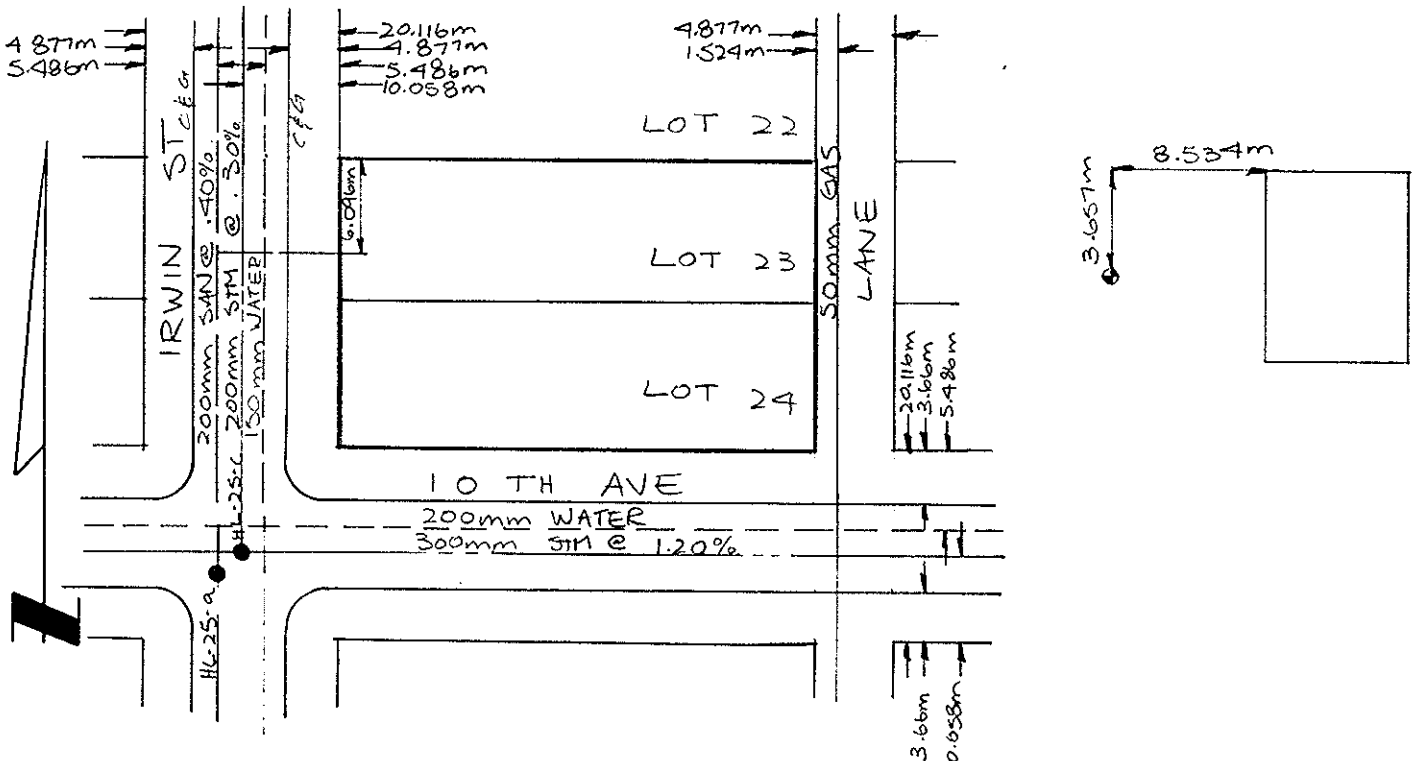 4.877m
5.486m
20.116m
4.877m
5.486m
10.058m
4.877m
1.524m
IRWIN ST
C&G
C&G
200mm SAN @ .40%
200mm STM @ .30%
150mm WATER
6.096m
LOT 22
LOT 23
LOT 24
50mm GAS
LANE
8.534m
3.657m
20.116m
3.66m
5.486m
10 TH AVE
200mm WATER
300mm STM @ 1.20%
HL-25-C
HL-25-a
3.66m
0.058m